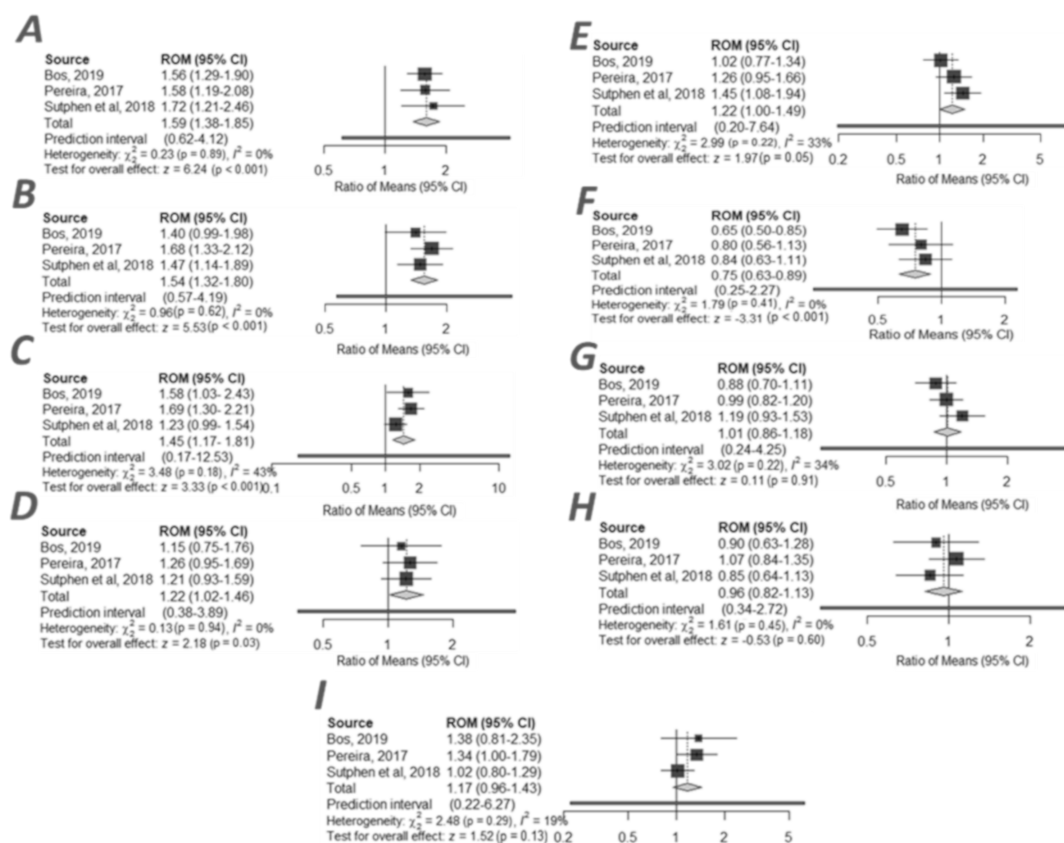 A
Source ROM (95% CI)
Bos, 2019 1.56 (1.29-1.90)
Pereira, 2017 1.58 (1.19-2.08)
Sutphen et al, 2018 1.72 (1.21-2.46)
Total 1.59 (1.38-1.85)
Prediction interval (0.62-4.12)
Heterogeneity: χ₂² = 0.23 (p = 0.89), I² = 0%
Test for overall effect: z = 6.24 (p < 0.001)
0.5 1 2
Ratio of Means (95% CI)
B
Source ROM (95% CI)
Bos, 2019 1.40 (0.99-1.98)
Pereira, 2017 1.68 (1.33-2.12)
Sutphen et al, 2018 1.47 (1.14-1.89)
Total 1.54 (1.32-1.80)
Prediction interval (0.57-4.19)
Heterogeneity: χ₂² = 0.96(p = 0.62), I² = 0%
Test for overall effect: z = 5.53(p < 0.001)
0.5 1 2
Ratio of Means (95% CI)
C
Source ROM (95% CI)
Bos, 2019 1.58 (1.03- 2.43)
Pereira, 2017 1.69 (1.30- 2.21)
Sutphen et al, 2018 1.23 (0.99- 1.54)
Total 1.45 (1.17- 1.81)
Prediction interval (0.17-12.53)
Heterogeneity: χ₂² = 3.48 (p = 0.18), I² = 43%
Test for overall effect: z = 3.33 (p < 0.001)
0.1 0.5 1 2 10
Ratio of Means (95% CI)
D
Source ROM (95% CI)
Bos, 2019 1.15 (0.75-1.76)
Pereira, 2017 1.26 (0.95-1.69)
Sutphen et al, 2018 1.21 (0.93-1.59)
Total 1.22 (1.02-1.46)
Prediction interval (0.38-3.89)
Heterogeneity: χ₂² = 0.13(p = 0.94), I² = 0%
Test for overall effect: z = 2.18 (p = 0.03)
0.5 1 2
Ratio of Means (95% CI)
E
Source ROM (95% CI)
Bos, 2019 1.02 (0.77-1.34)
Pereira, 2017 1.26 (0.95-1.66)
Sutphen et al, 2018 1.45 (1.08-1.94)
Total 1.22 (1.00-1.49)
Prediction interval (0.20-7.64)
Heterogeneity: χ₂² = 2.99 (p = 0.22), I² = 33%
Test for overall effect: z = 1.97(p = 0.05)
0.2 1 2 5
Ratio of Means (95% CI)
F
Source ROM (95% CI)
Bos, 2019 0.65 (0.50-0.85)
Pereira, 2017 0.80 (0.56-1.13)
Sutphen et al, 2018 0.84 (0.63-1.11)
Total 0.75 (0.63-0.89)
Prediction interval (0.25-2.27)
Heterogeneity: χ₂² = 1.79 (p = 0.41), I² = 0%
Test for overall effect: z = -3.31 (p < 0.001)
0.5 1 2
Ratio of Means (95% CI)
G
Source ROM (95% CI)
Bos, 2019 0.88 (0.70-1.11)
Pereira, 2017 0.99 (0.82-1.20)
Sutphen et al, 2018 1.19 (0.93-1.53)
Total 1.01 (0.86-1.18)
Prediction interval (0.24-4.25)
Heterogeneity: χ₂² = 3.02 (p = 0.22), I² = 34%
Test for overall effect: z = 0.11 (p = 0.91)
0.5 1 2
Ratio of Means (95% CI)
H
Source ROM (95% CI)
Bos, 2019 0.90 (0.63-1.28)
Pereira, 2017 1.07 (0.84-1.35)
Sutphen et al, 2018 0.85 (0.64-1.13)
Total 0.96 (0.82-1.13)
Prediction interval (0.34-2.72)
Heterogeneity: χ₂² = 1.61 (p = 0.45), I² = 0%
Test for overall effect: z = -0.53 (p = 0.60)
0.5 1 2
Ratio of Means (95% CI)
I
Source ROM (95% CI)
Bos, 2019 1.38 (0.81-2.35)
Pereira, 2017 1.34 (1.00-1.79)
Sutphen et al, 2018 1.02 (0.80-1.29)
Total 1.17 (0.96-1.43)
Prediction interval (0.22-6.27)
Heterogeneity: χ₂² = 2.48 (p = 0.29), I² = 19%
Test for overall effect: z = 1.52 (p = 0.13)
0.2 1 5
Ratio of Means (95% CI)